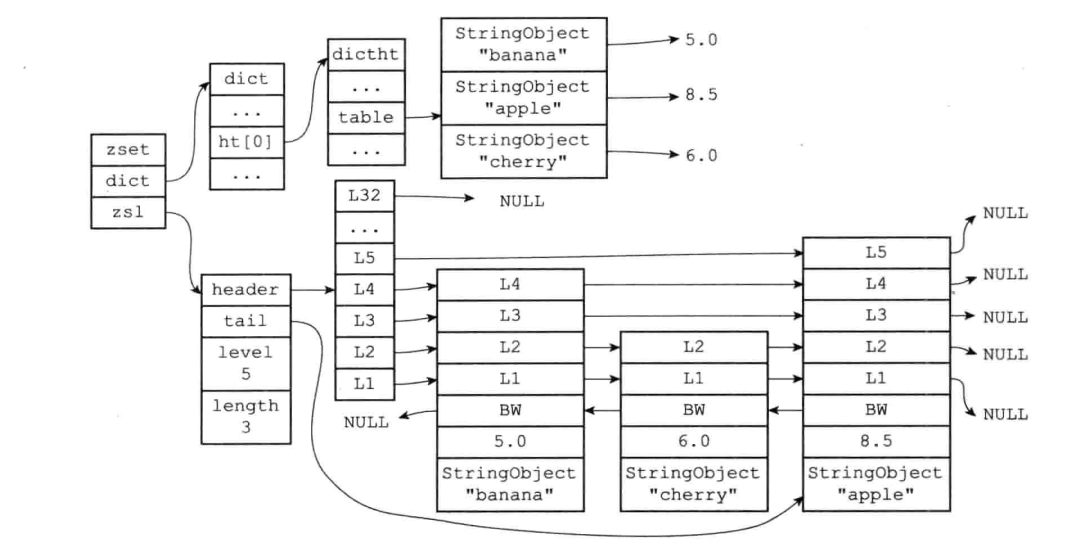 zset
dict
zsl
dict
...
ht[0]
...
dictht
...
table
...
StringObject
"banana"
StringObject
"apple"
StringObject
"cherry"
5.0
8.5
6.0
header
tail
level
5
length
3
L32
...
L5
L4
L3
L2
L1
NULL
NULL
L4
L3
L2
L1
BW
5.0
StringObject
"banana"
L2
L1
BW
6.0
StringObject
"cherry"
L5
L4
L3
L2
L1
BW
8.5
StringObject
"apple"
NULL
NULL
NULL
NULL
NULL